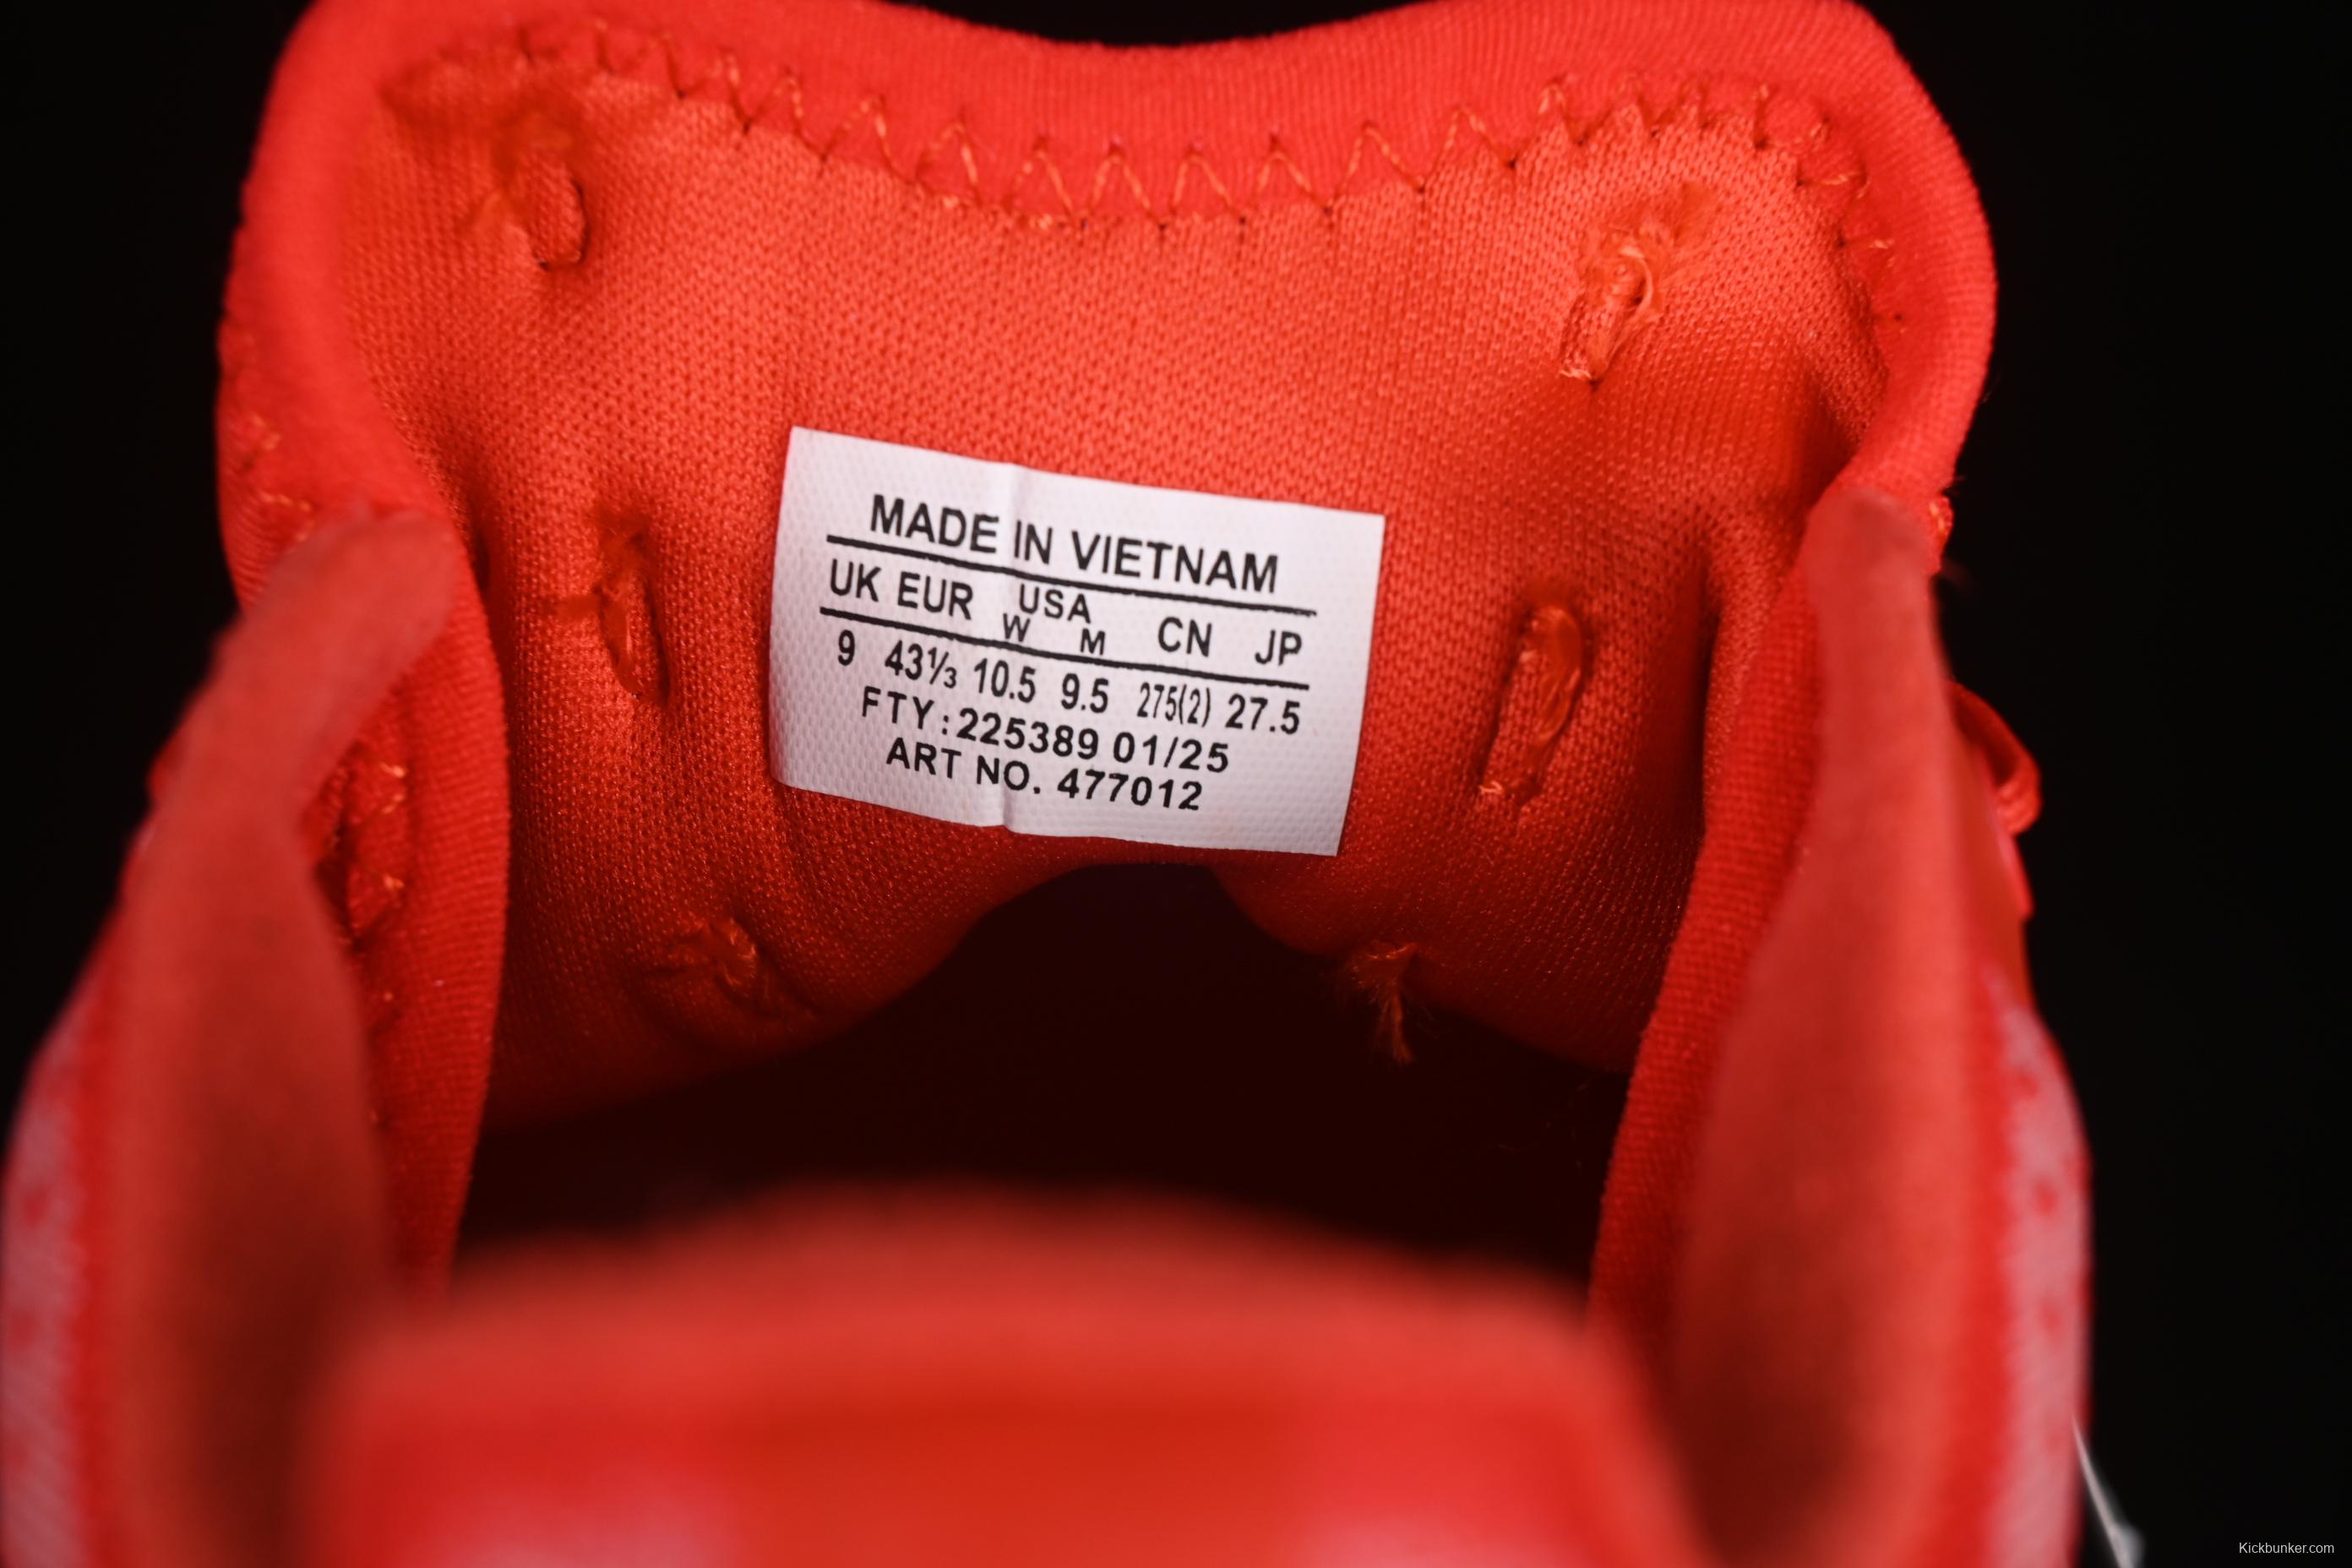 MADE IN VIETNAM
UK EUR USA CN JP
W M
9 43⅓ 10.5 9.5 275(2) 27.5
FTY:225389 01/25
ART NO. 477012
Kickbunker.com